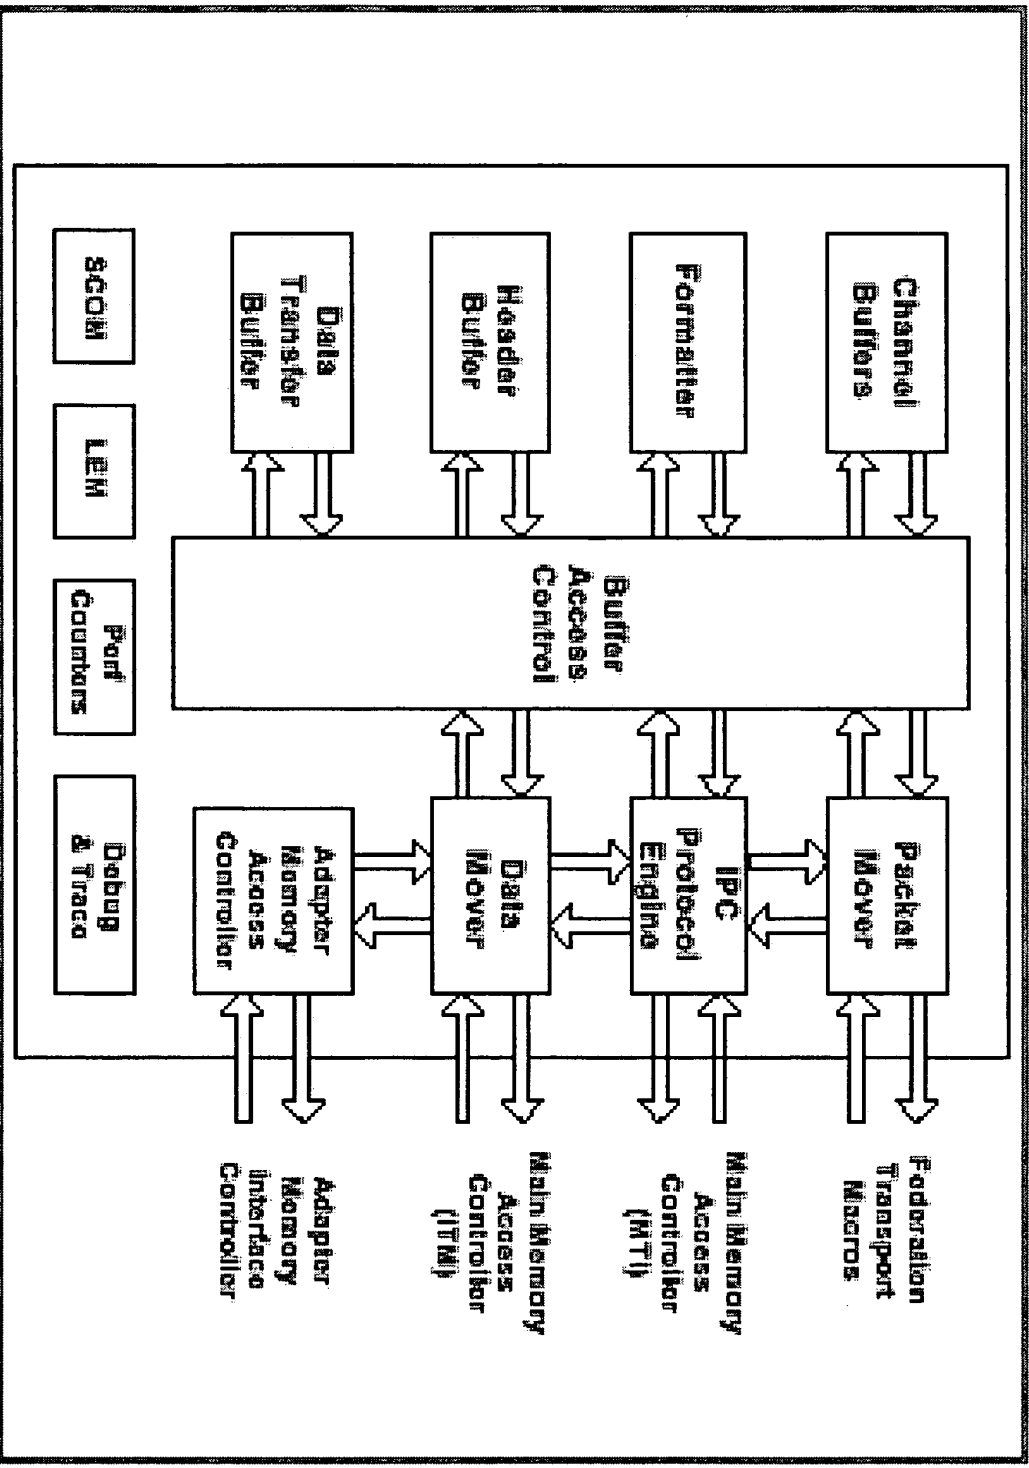 Channel
Buffers
Formatter
Header
Buffer
Data
Transfer
Buffer
Buffer
Access
Control
Packet
Mover
IPC
Protocol
Engine
Data
Mover
Adapter
Memory
Access
Controller
Federation
Transport
Macros
Main Memory
Access
Controller
(MTI)
Main Memory
Access
Controller
(ITM)
Adapter
Memory
Interface
Controller
SCOM
LEM
Perf
Counters
Debug
& Trace